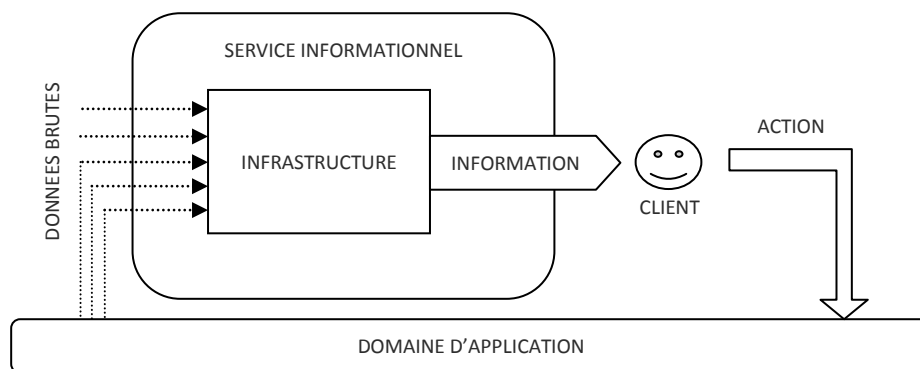 SERVICE INFORMATIONNEL
DONNEES BRUTES
INFRASTRUCTURE
INFORMATION
CLIENT
ACTION
DOMAINE D’APPLICATION